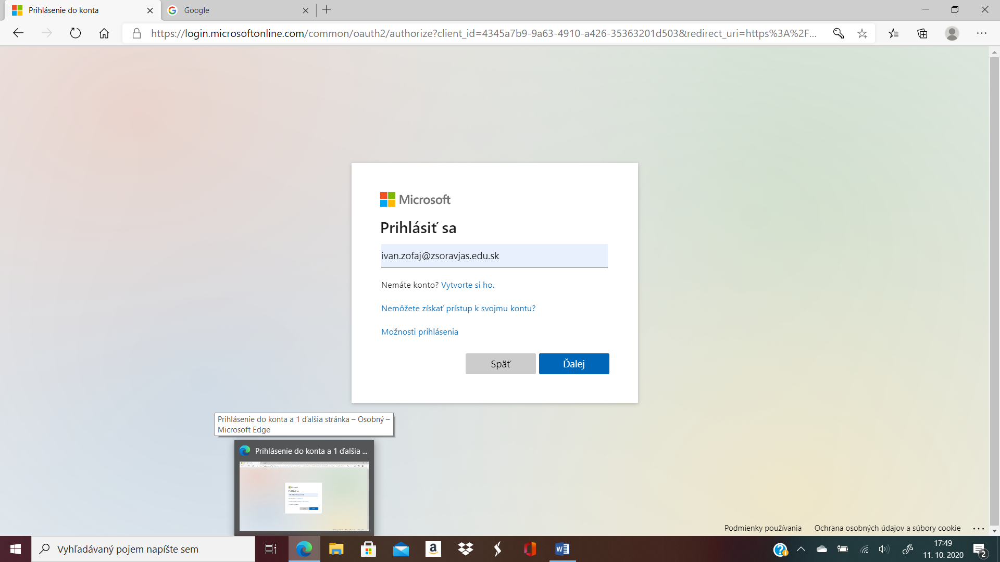 Prihlásenie do konta
Google
https://login.microsoftonline.com/common/oauth2/authorize?client_id=4345a7b9-9a63-4910-a426-35363201d503&redirect_uri=https%3A%2F...
Microsoft
Prihlásiť sa
ivan.zofaj@zsoravjas.edu.sk
Nemáte konto? Vytvorte si ho.
Nemôžete získať prístup k svojmu kontu?
Možnosti prihlásenia
Späť
Ďalej
Prihlásenie do konta a 1 ďalšia stránka – Osobný –
Microsoft Edge
Prihlásenie do konta a 1 ďalšia ...
Podmienky používania
Ochrana osobných údajov a súbory cookie
Vyhľadávaný pojem napíšte sem
17:49
11. 10. 2020
2